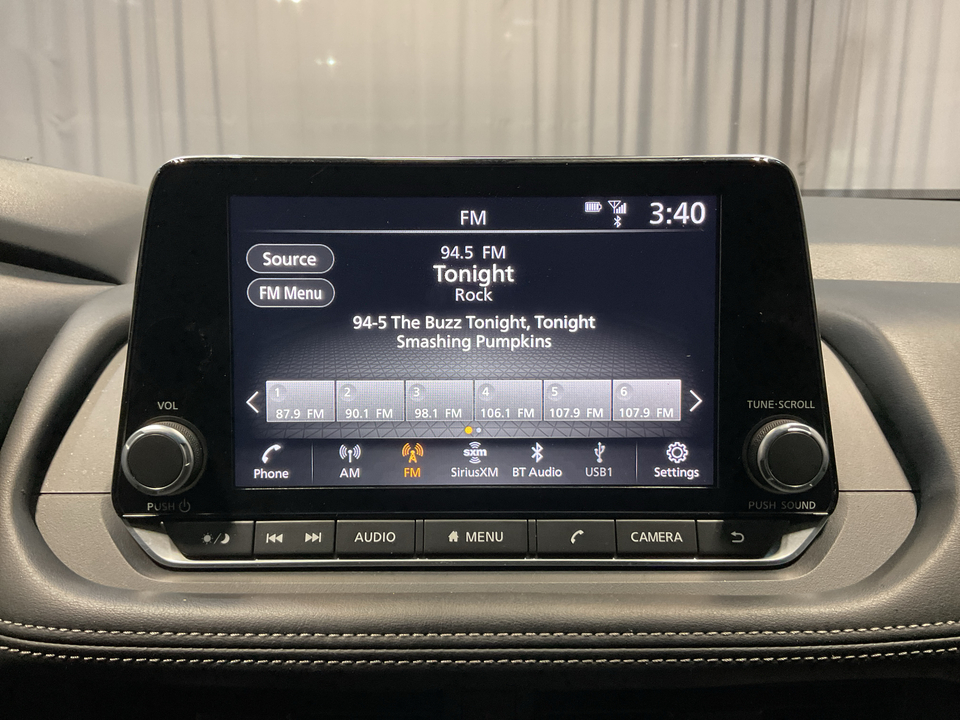 FM
3:40
Source
FM Menu
94.5 FM
Tonight
Rock
94-5 The Buzz Tonight, Tonight
Smashing Pumpkins
1 2 3 4 5 6
87.9 FM 90.1 FM 98.1 FM 106.1 FM 107.9 FM 107.9 FM
VOL
TUNE·SCROLL
Phone AM FM sxm SiriusXM BT Audio USB1 Settings
PUSH
PUSH SOUND
AUDIO MENU CAMERA